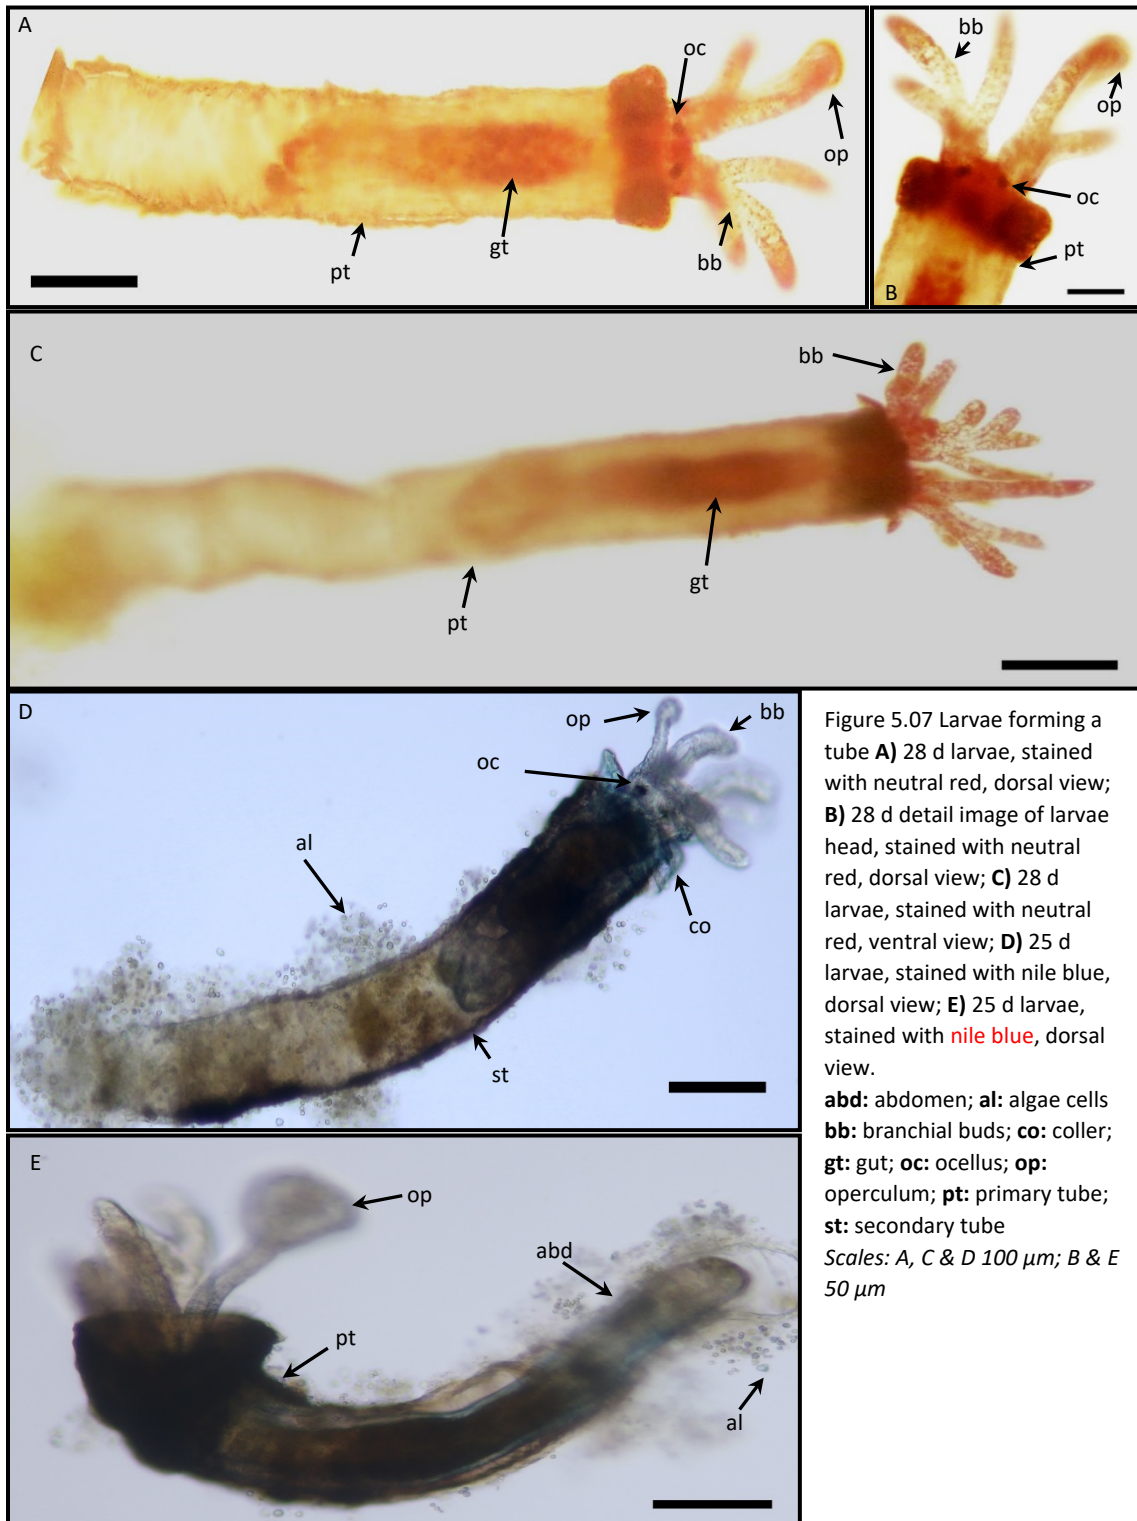 A
oc
op
gt
pt
bb
bb
op
oc
pt
B
C
bb
gt
pt
D
op
bb
oc
al
co
st
Figure 5.07 Larvae forming a
tube A) 28 d larvae, stained
with neutral red, dorsal view;
B) 28 d detail image of larvae
head, stained with neutral
red, dorsal view; C) 28 d
larvae, stained with neutral
red, ventral view; D) 25 d
larvae, stained with nile blue,
dorsal view; E) 25 d larvae,
stained with nile blue, dorsal
view.
abd: abdomen; al: algae cells
bb: branchial buds; co: coller;
gt: gut; oc: ocellus; op:
operculum; pt: primary tube;
st: secondary tube
Scales: A, C & D 100 µm; B & E
50 µm
E
op
abd
pt
al